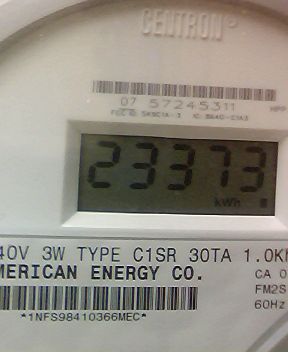 CENTRON®
07 57245311
23373
kWh
40V 3W TYPE C1SR 30TA 1.0K
MERICAN ENERGY CO.
CA 0
FM2S
60Hz
*1NFS98410366MEC*